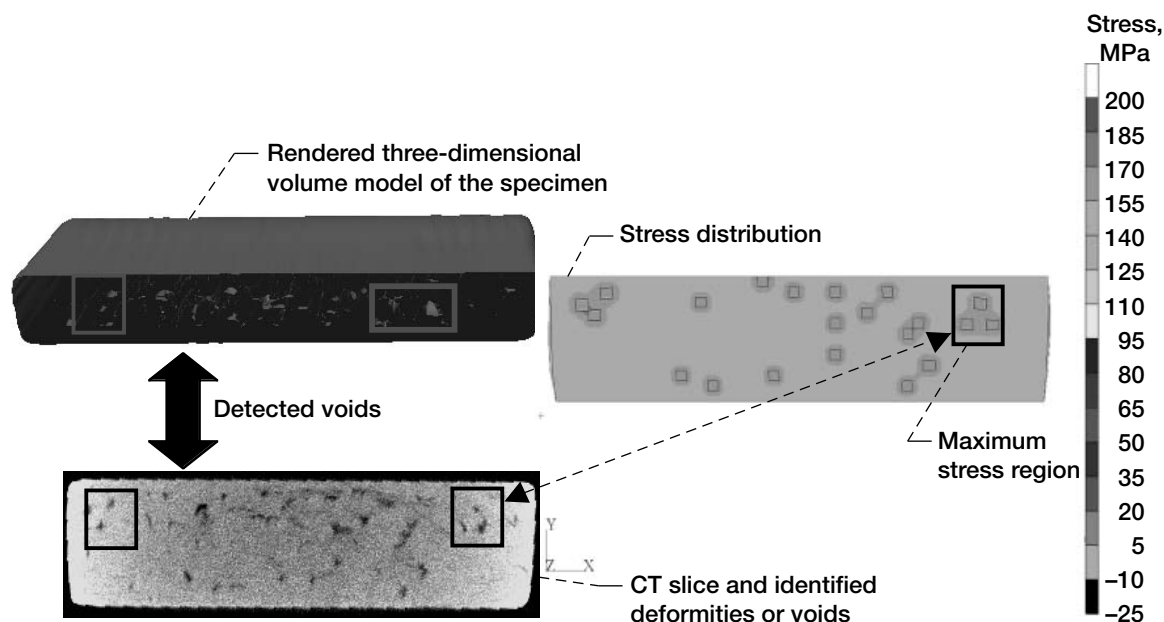 Stress,
MPa
200
185
170
155
140
125
110
95
80
65
50
35
20
5
–10
–25
Rendered three-dimensional
volume model of the specimen
Stress distribution
Detected voids
Maximum
stress region
Y
Z X
CT slice and identified
deformities or voids